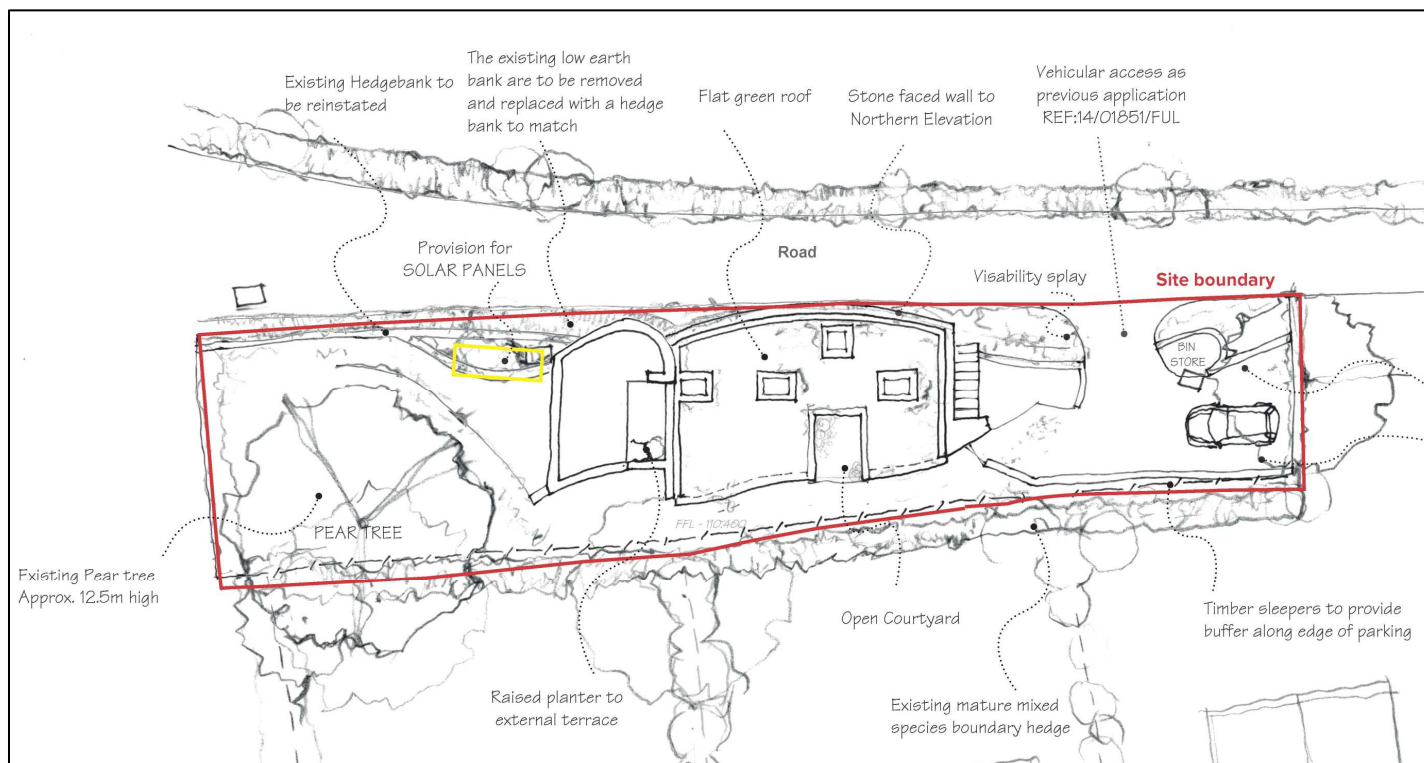 Existing Hedgebank to
be reinstated
The existing low earth
bank are to be removed
and replaced with a hedge
bank to match
Flat green roof
Stone faced wall to
Northern Elevation
Vehicular access as
previous application
REF:14/01851/FUL
Provision for
SOLAR PANELS
Road
Visability splay
Site boundary
BIN
STORE
PEAR TREE
FFL - 110.460
Existing Pear tree
Approx. 12.5m high
Raised planter to
external terrace
Open Courtyard
Existing mature mixed
species boundary hedge
Timber sleepers to provide
buffer along edge of parking